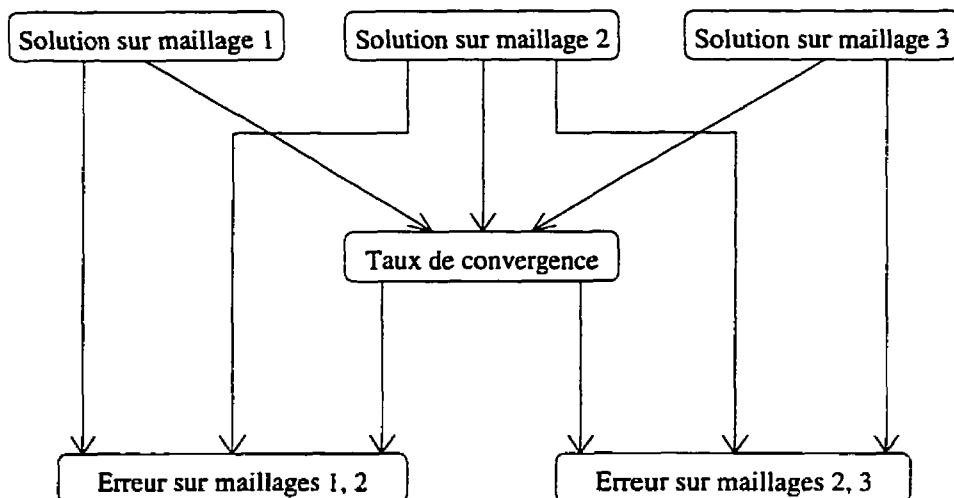 Solution sur maillage 1
Solution sur maillage 2
Solution sur maillage 3
Taux de convergence
Erreur sur maillages 1, 2
Erreur sur maillages 2, 3